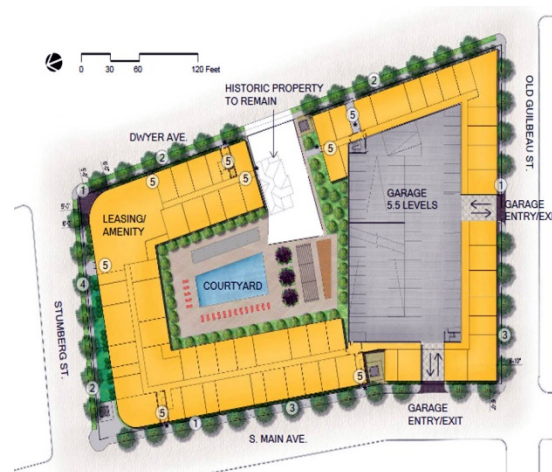 0 30 60 120 Feet
HISTORIC PROPERTY
TO REMAIN
2
DWYER AVE.
2
5
5
5
5
5
OLD GUILBEAU ST.
1
LEASING/
AMENITY
GARAGE
5.5 LEVELS
1
GARAGE
ENTRY/EXIT
5
4
COURTYARD
STUMBERG ST.
3
2
5
5
1
3
S. MAIN AVE.
GARAGE
ENTRY/EXIT